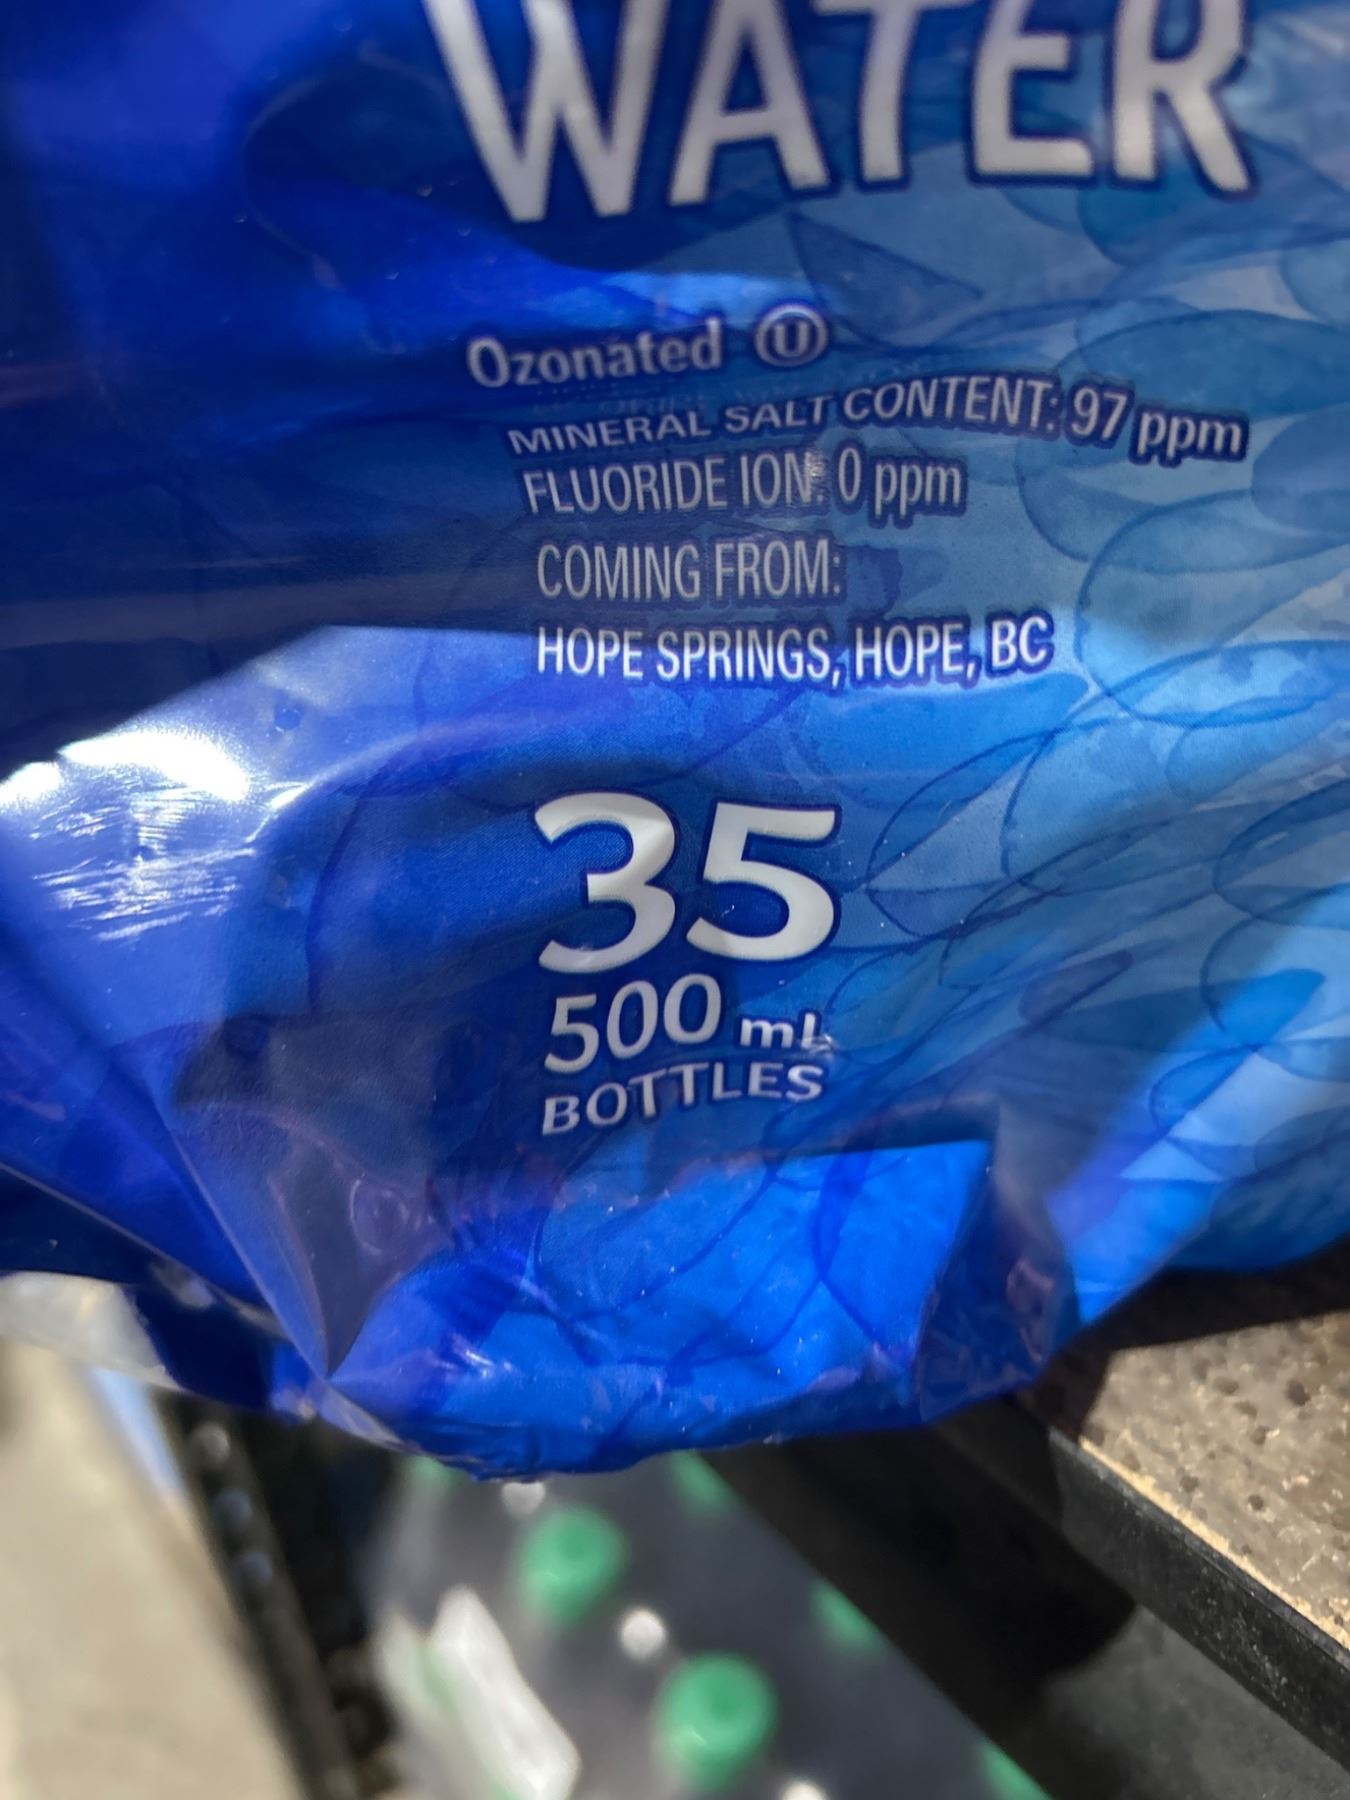 WATER
Ozonated Ⓤ
MINERAL SALT CONTENT: 97 ppm
FLUORIDE ION: 0 ppm
COMING FROM:
HOPE SPRINGS, HOPE, BC
35
500 mL
BOTTLES